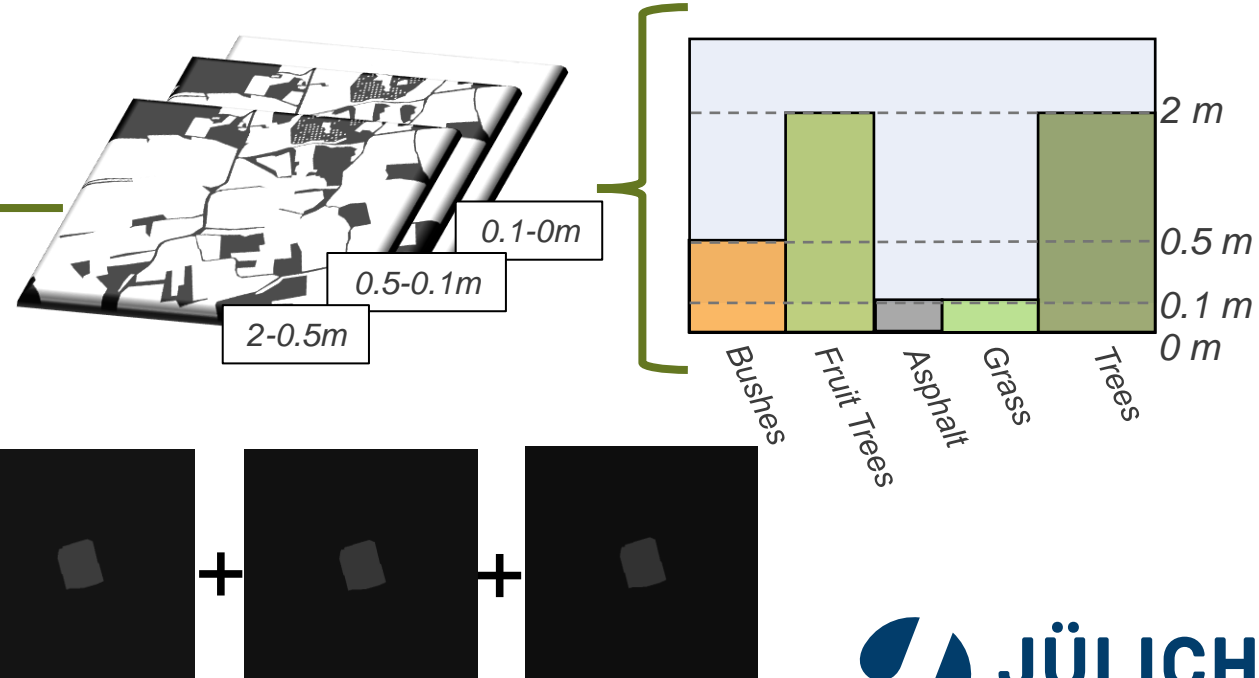 0.1-0m
0.5-0.1m
2-0.5m
2 m
0.5 m
0.1 m
0 m
Bushes
Fruit Trees
Asphalt
Grass
Trees
+
+
JÜLICH